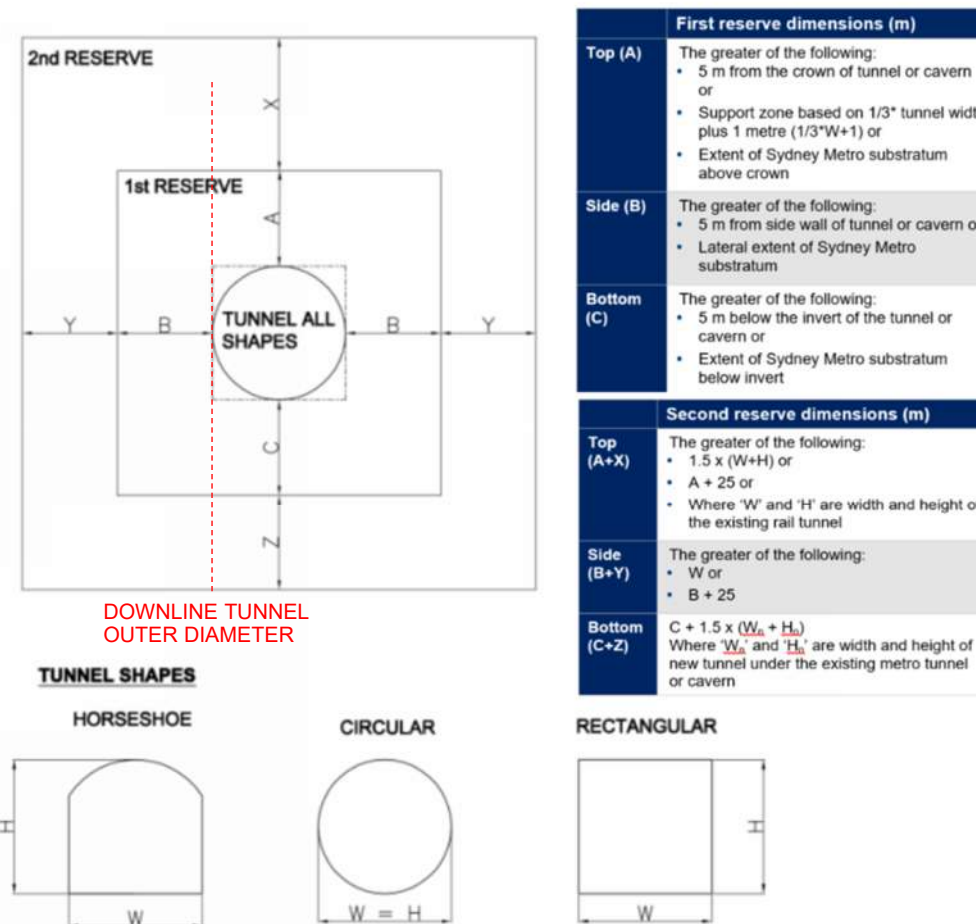 2nd RESERVE
X
1st RESERVE
A
Y
B
TUNNEL ALL
SHAPES
B
Y
C
Z
DOWNLINE TUNNEL
OUTER DIAMETER
First reserve dimensions (m)
Top (A)
The greater of the following:
• 5 m from the crown of tunnel or cavern
or
• Support zone based on 1/3* tunnel
plus 1 metre (1/3*W+1) or
• Extent of Sydney Metro substratum
above crown
Side (B)
The greater of the following:
• 5 m from side wall of tunnel or cavern
• Lateral extent of Sydney Metro
substratum
Bottom
(C)
The greater of the following:
• 5 m below the invert of the tunnel or
cavern or
• Extent of Sydney Metro substratum
below invert
Second reserve dimensions (m)
Top
(A+X)
The greater of the following:
• 1.5 x (W+H) or
• A + 25 or
• Where 'W' and 'H' are width and height
the existing rail tunnel
Side
(B+Y)
The greater of the following:
• W or
• B + 25
Bottom
(C+Z)
C + 1.5 x (Wn + Hn)
Where 'Wn' and 'Hn' are width and height of
new tunnel under the existing metro tunnel
or cavern
TUNNEL SHAPES
HORSESHOE
H
W
CIRCULAR
W = H
RECTANGULAR
H
W